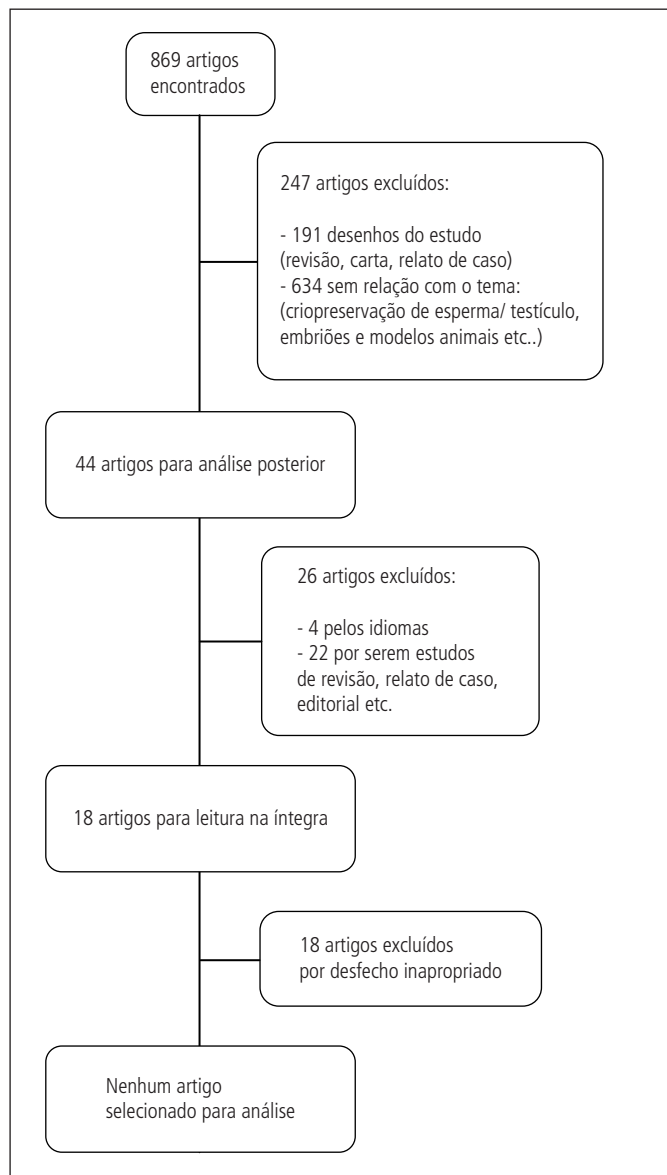 869 artigos
encontrados
247 artigos excluídos:
- 191 desenhos do estudo
(revisão, carta, relato de caso)
- 634 sem relação com o tema:
(criopreservação de esperma/ testículo,
embriões e modelos animais etc..)
44 artigos para análise posterior
26 artigos excluídos:
- 4 pelos idiomas
- 22 por serem estudos
de revisão, relato de caso,
editorial etc.
18 artigos para leitura na íntegra
18 artigos excluídos
por desfecho inapropriado
Nenhum artigo
selecionado para análise